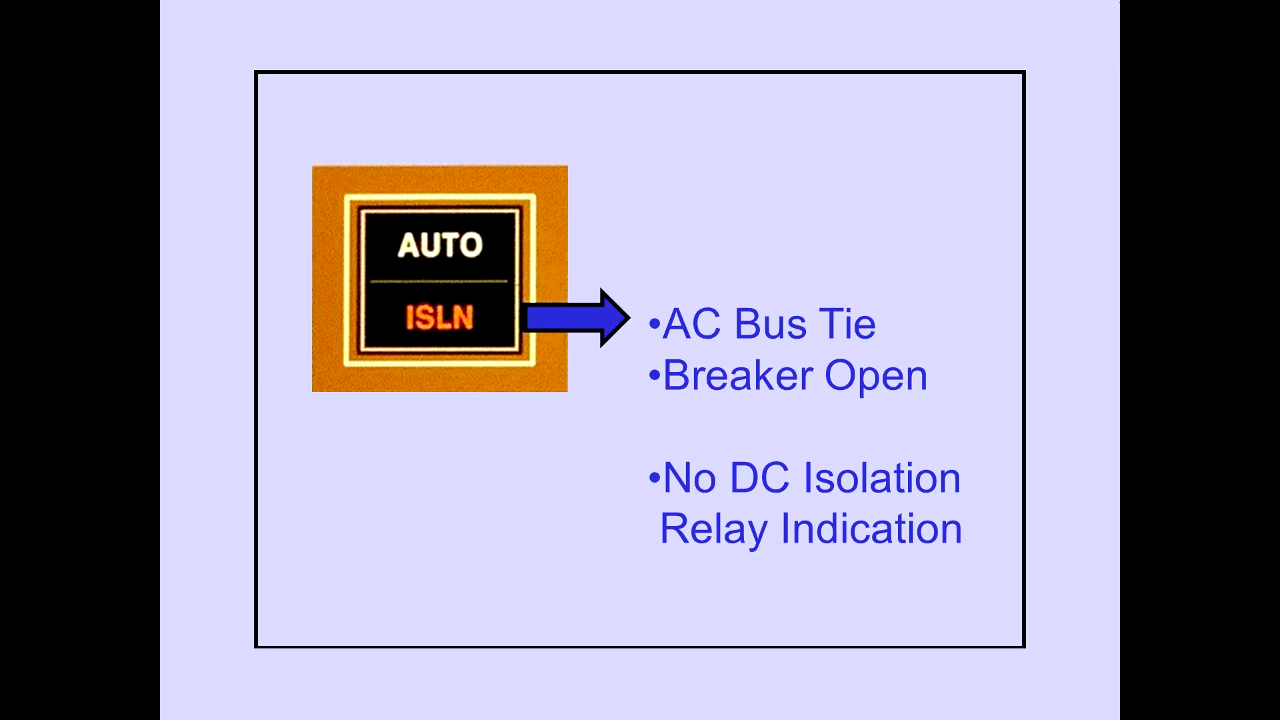 AUTO
ISLN
•AC Bus Tie
•Breaker Open
•No DC Isolation
Relay Indication